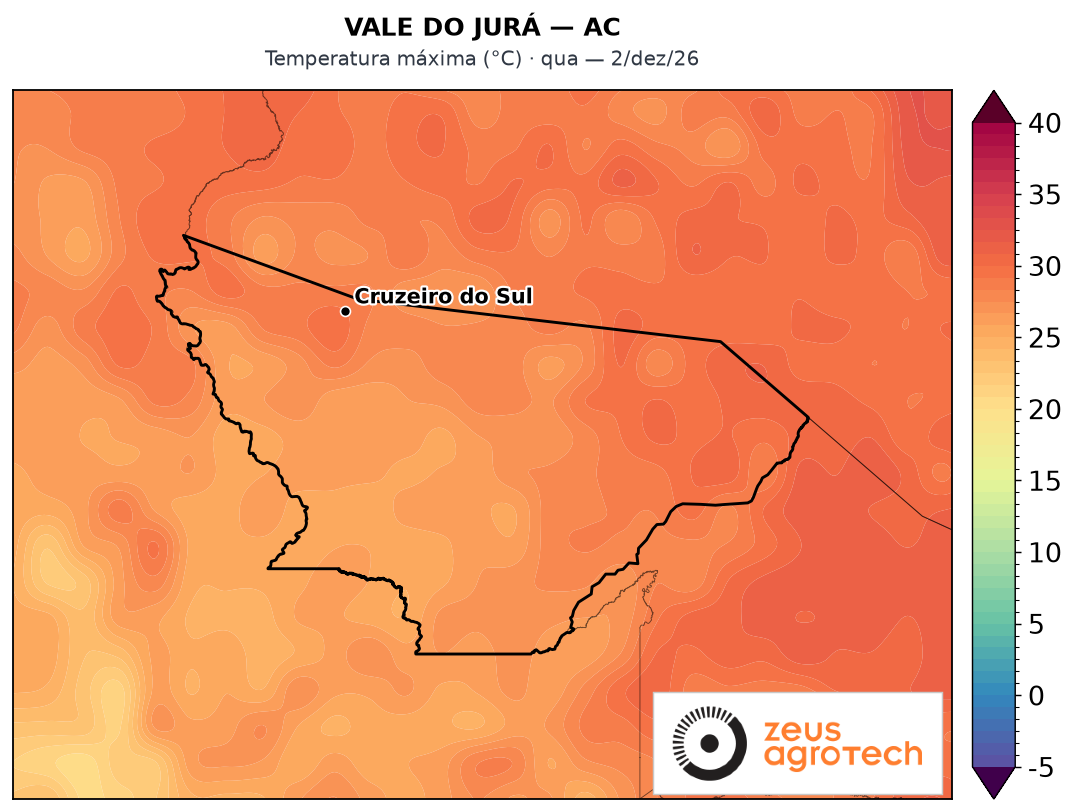 VALE DO JURÁ — AC
Temperatura máxima (°C) · qua — 2/dez/26
Cruzeiro do Sul
40
35
30
25
20
15
10
5
0
-5
zeus
agrotech